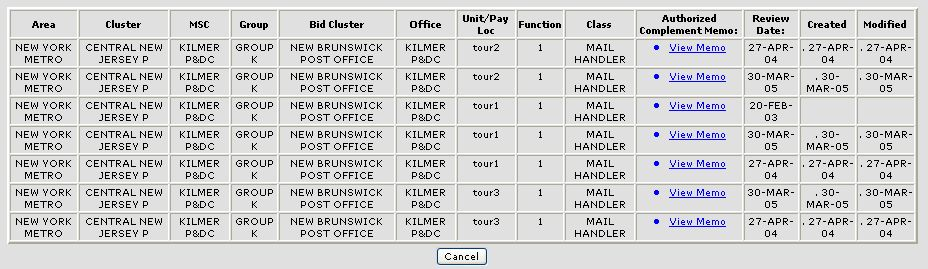 Area Cluster MSC Group Bid Cluster Office Unit/Pay Loc Function Class Authorized Complement Memo: Review Date: Created Modified
NEW YORK METRO CENTRAL NEW JERSEY P KILMER P&DC GROUP K NEW BRUNSWICK POST OFFICE KILMER P&DC tour2 1 MAIL HANDLER • View Memo 27-APR-04 . 27-APR-04 . 27-APR-04
NEW YORK METRO CENTRAL NEW JERSEY P KILMER P&DC GROUP K NEW BRUNSWICK POST OFFICE KILMER P&DC tour2 1 MAIL HANDLER • View Memo 30-MAR-05 . 30-MAR-05 . 30-MAR-05
NEW YORK METRO CENTRAL NEW JERSEY P KILMER P&DC GROUP K NEW BRUNSWICK POST OFFICE KILMER P&DC tour1 1 MAIL HANDLER • View Memo 20-FEB-03
NEW YORK METRO CENTRAL NEW JERSEY P KILMER P&DC GROUP K NEW BRUNSWICK POST OFFICE KILMER P&DC tour1 1 MAIL HANDLER • View Memo 30-MAR-05 . 30-MAR-05 . 30-MAR-05
NEW YORK METRO CENTRAL NEW JERSEY P KILMER P&DC GROUP K NEW BRUNSWICK POST OFFICE KILMER P&DC tour1 1 MAIL HANDLER • View Memo 27-APR-04 . 27-APR-04 . 27-APR-04
NEW YORK METRO CENTRAL NEW JERSEY P KILMER P&DC GROUP K NEW BRUNSWICK POST OFFICE KILMER P&DC tour3 1 MAIL HANDLER • View Memo 30-MAR-05 . 30-MAR-05 . 30-MAR-05
NEW YORK METRO CENTRAL NEW JERSEY P KILMER P&DC GROUP K NEW BRUNSWICK POST OFFICE KILMER P&DC tour3 1 MAIL HANDLER • View Memo 27-APR-04 . 27-APR-04 . 27-APR-04
Cancel